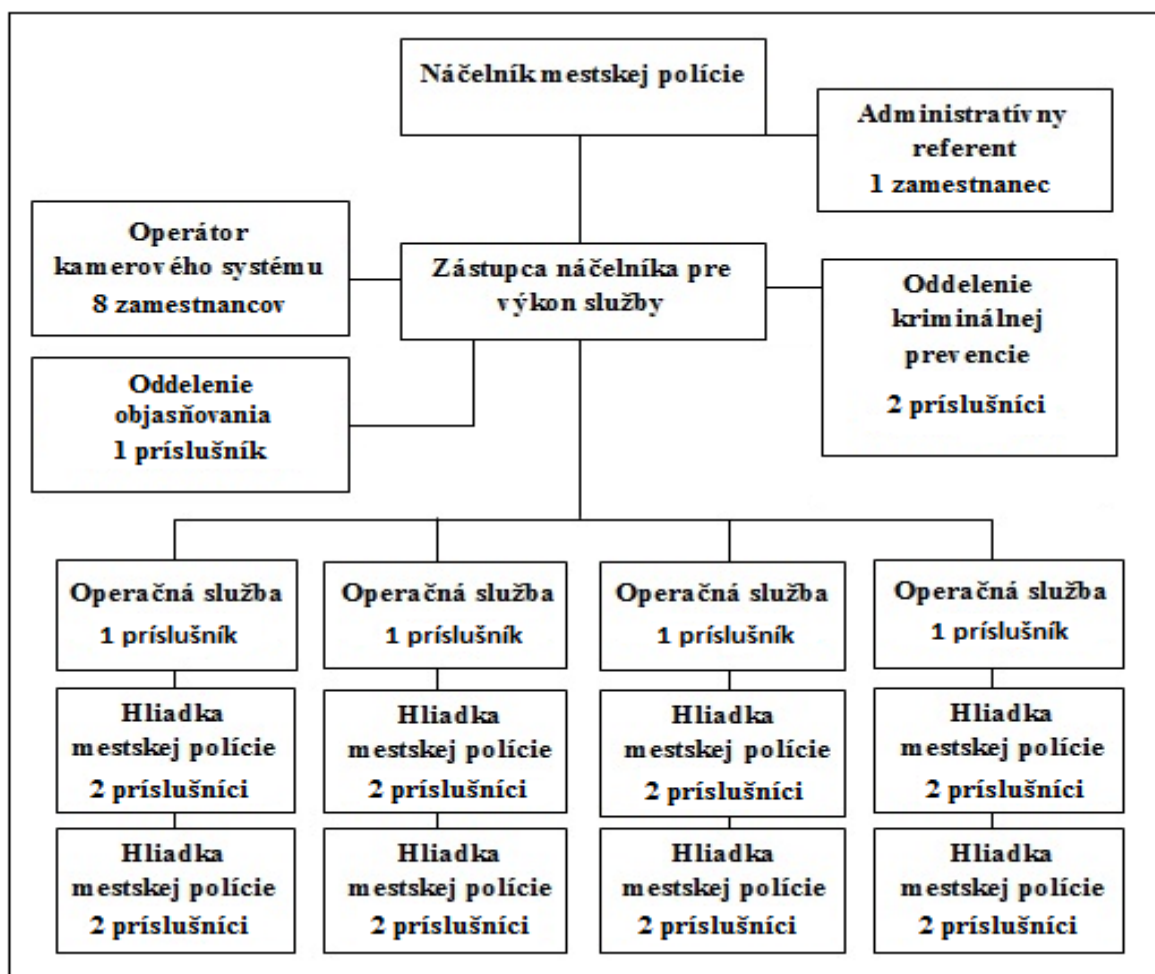 Náčelník mestskej polície
Administratívny
referent
1 zamestnanec
Operátor
kamerového systému
8 zamestnancov
Zástupca náčelníka pre
výkon služby
Oddelenie
kriminálnej
prevencie
2 príslušníci
Oddelenie
objasňovania
1 príslušník
Operačná služba
1 príslušník
Hliadka
mestskej polície
2 príslušníci
Hliadka
mestskej polície
2 príslušníci
Operačná služba
1 príslušník
Hliadka
mestskej polície
2 príslušníci
Hliadka
mestskej polície
2 príslušníci
Operačná služba
1 príslušník
Hliadka
mestskej polície
2 príslušníci
Hliadka
mestskej polície
2 príslušníci
Operačná služba
1 príslušník
Hliadka
mestskej polície
2 príslušníci
Hliadka
mestskej polície
2 príslušníci